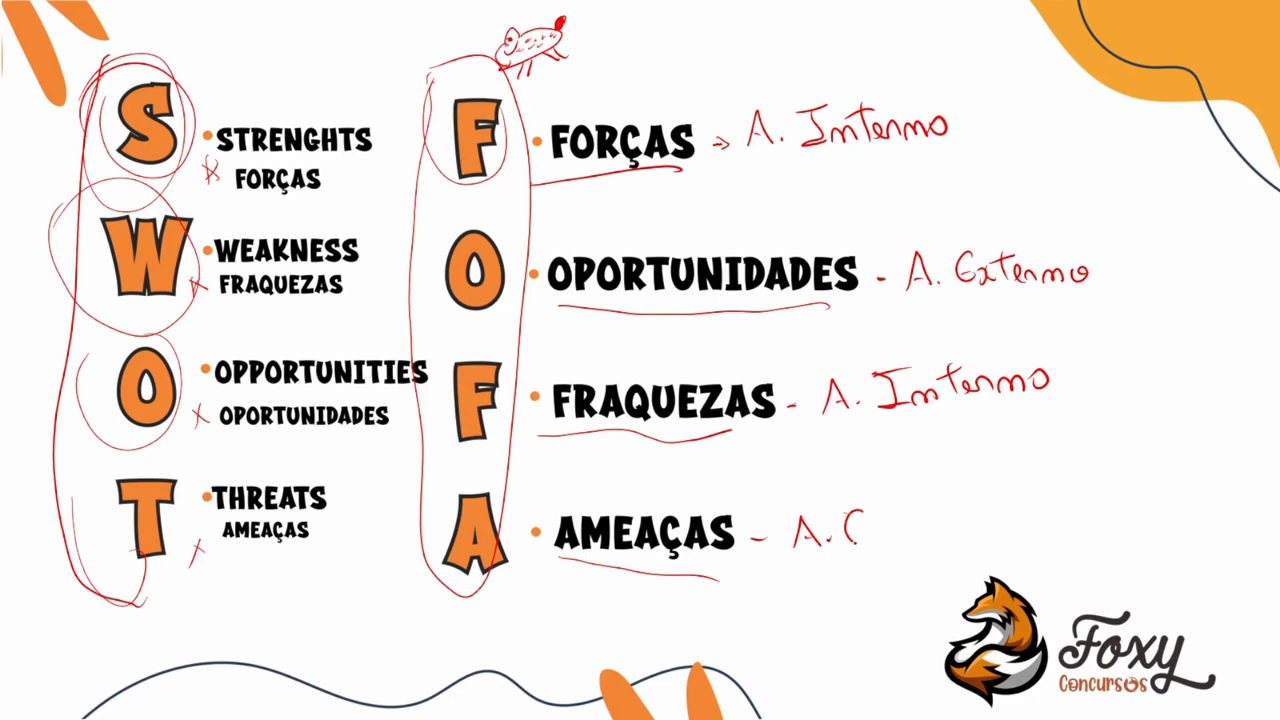 S
STRENGHTS
FORÇAS
W
WEAKNESS
FRAQUEZAS
O
OPPORTUNITIES
OPORTUNIDADES
T
THREATS
AMEAÇAS
F
FORÇAS → A. Interno
O
OPORTUNIDADES - A. Externo
F
FRAQUEZAS - A. Interno
A
AMEAÇAS - A.
Foxy
Concursos